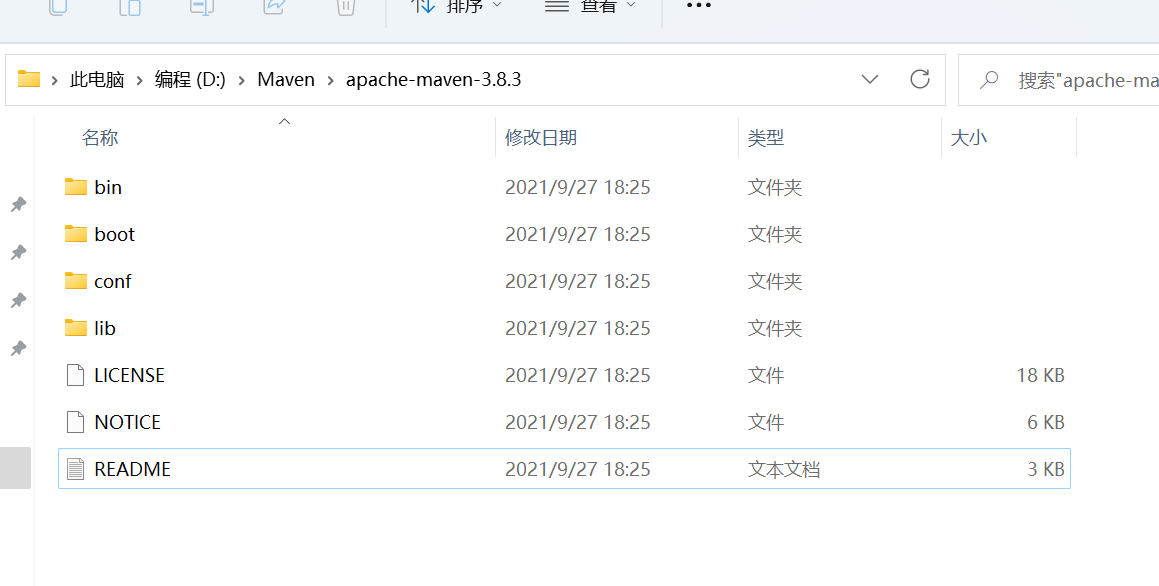 排序 查看
此电脑 编程 (D:) Maven apache-maven-3.8.3 搜索"apache-ma
名称 修改日期 类型 大小
bin 2021/9/27 18:25 文件夹
boot 2021/9/27 18:25 文件夹
conf 2021/9/27 18:25 文件夹
lib 2021/9/27 18:25 文件夹
LICENSE 2021/9/27 18:25 文件 18 KB
NOTICE 2021/9/27 18:25 文件 6 KB
README 2021/9/27 18:25 文本文档 3 KB